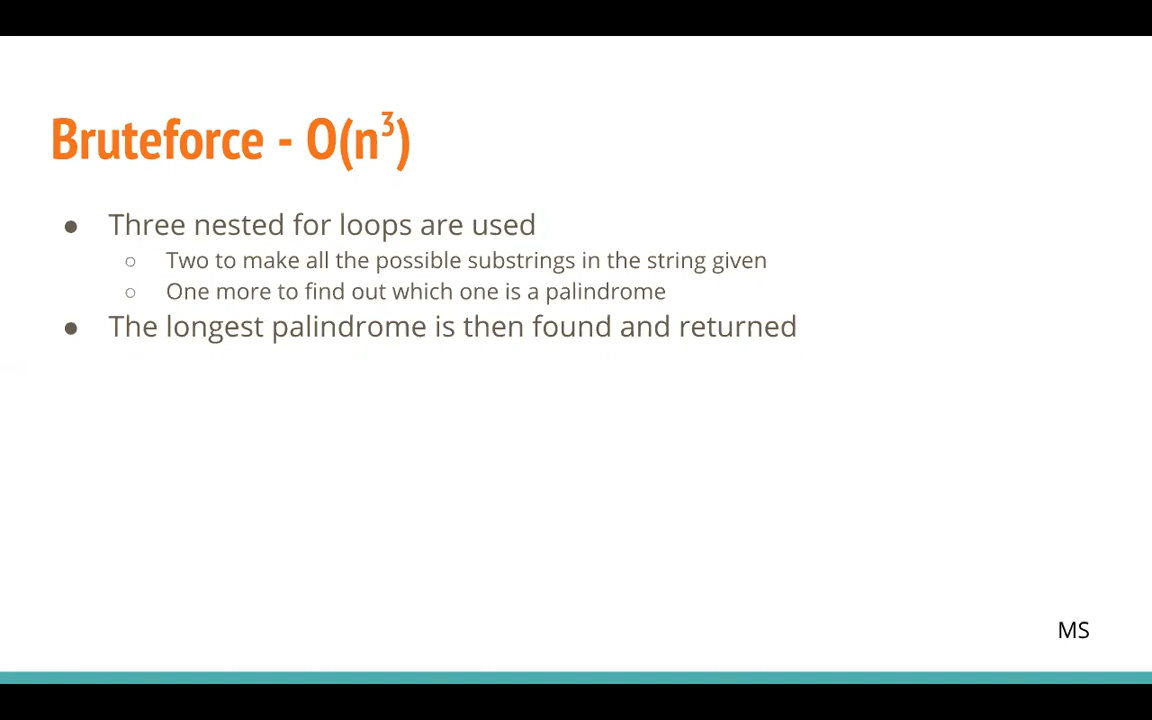 Bruteforce - O(n³)
● Three nested for loops are used
○ Two to make all the possible substrings in the string given
○ One more to find out which one is a palindrome
● The longest palindrome is then found and returned
MS